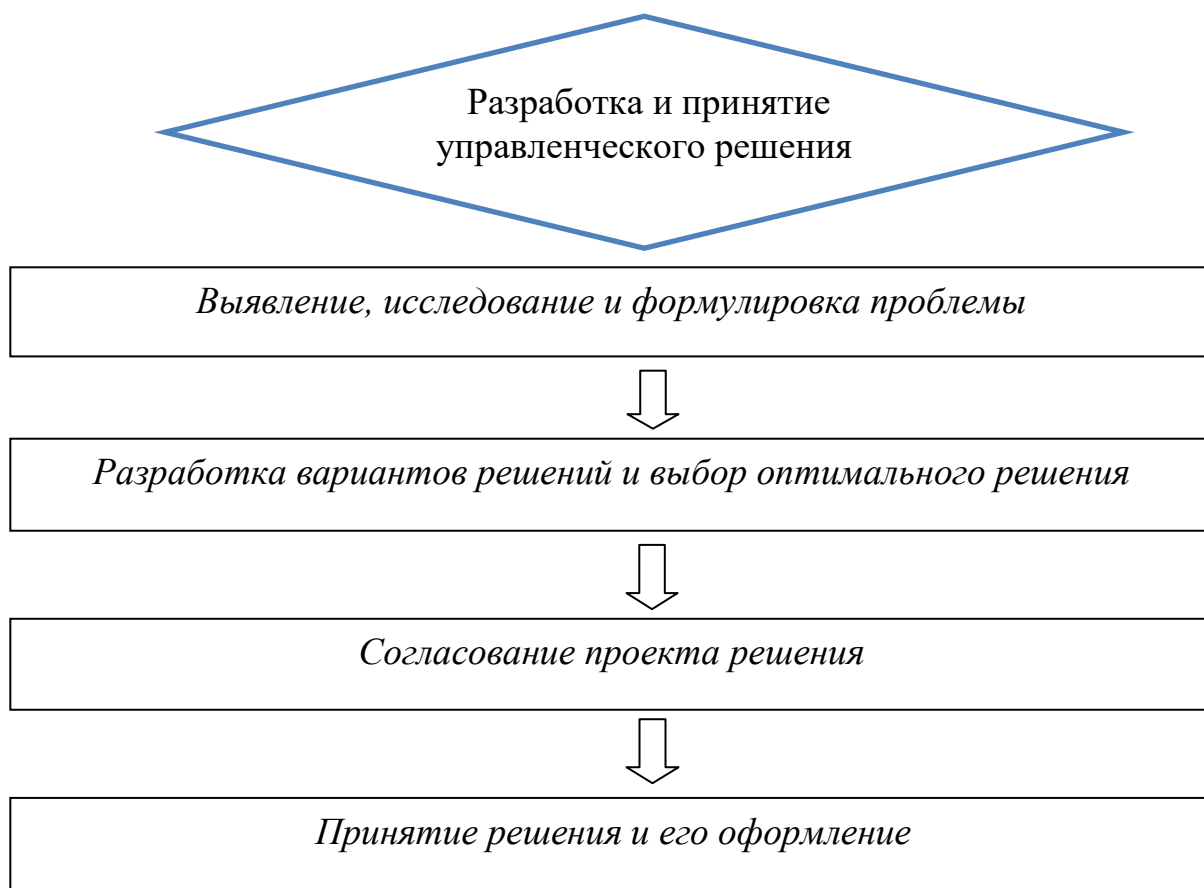 Разработка и принятие
управленческого решения
Выявление, исследование и формулировка проблемы
Разработка вариантов решений и выбор оптимального решения
Согласование проекта решения
Принятие решения и его оформление